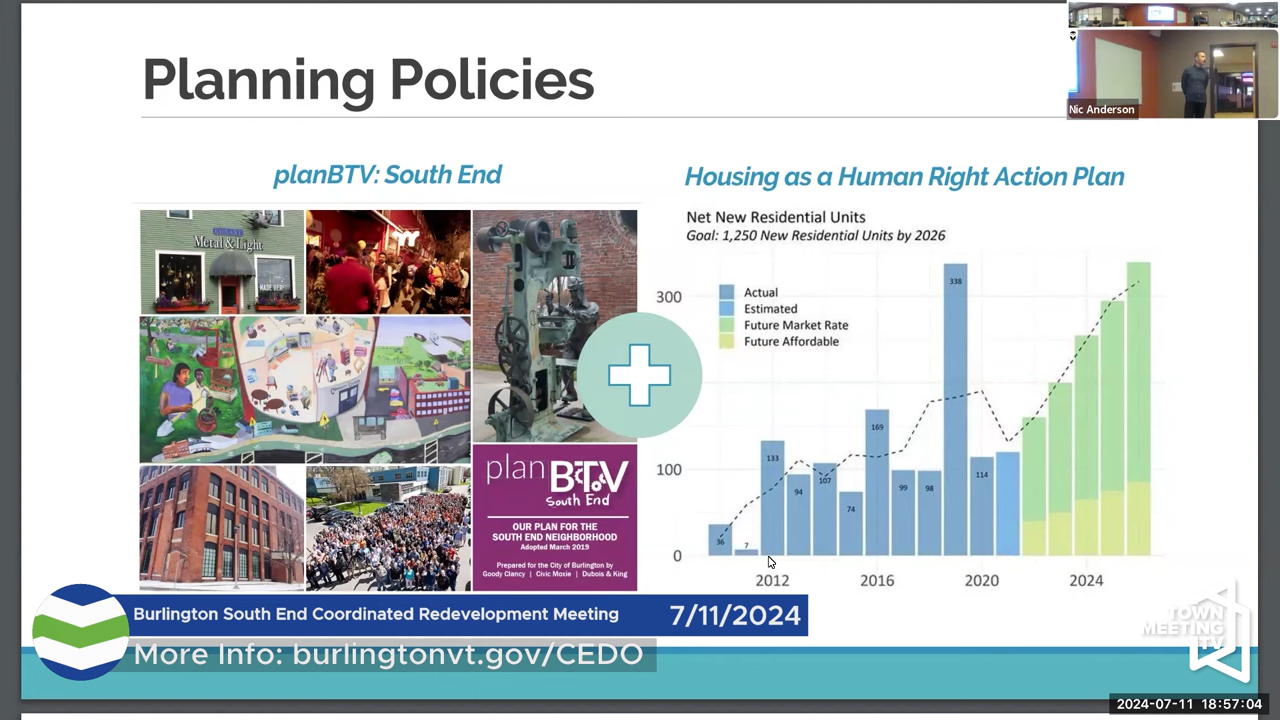 Planning Policies
Nic Anderson
planBTV: South End
Housing as a Human Right Action Plan
Metal & Light
plan BTV
South End
OUR PLAN FOR THE
SOUTH END NEIGHBORHOOD
Adopted March 2019
Prepared for the City of Burlington by
Goody Clancy | Civic Moxie | Dubois & King
Net New Residential Units
Goal: 1,250 New Residential Units by 2026
Actual
Estimated
Future Market Rate
Future Affordable
300
100
0
36
7
133
94
107
74
169
99
98
338
114
2012
2016
2020
2024
Burlington South End Coordinated Redevelopment Meeting
7/11/2024
More Info: burlingtonvt.gov/CEDO
TOWN
MEETING
TV
2024-07-11 18:57:04